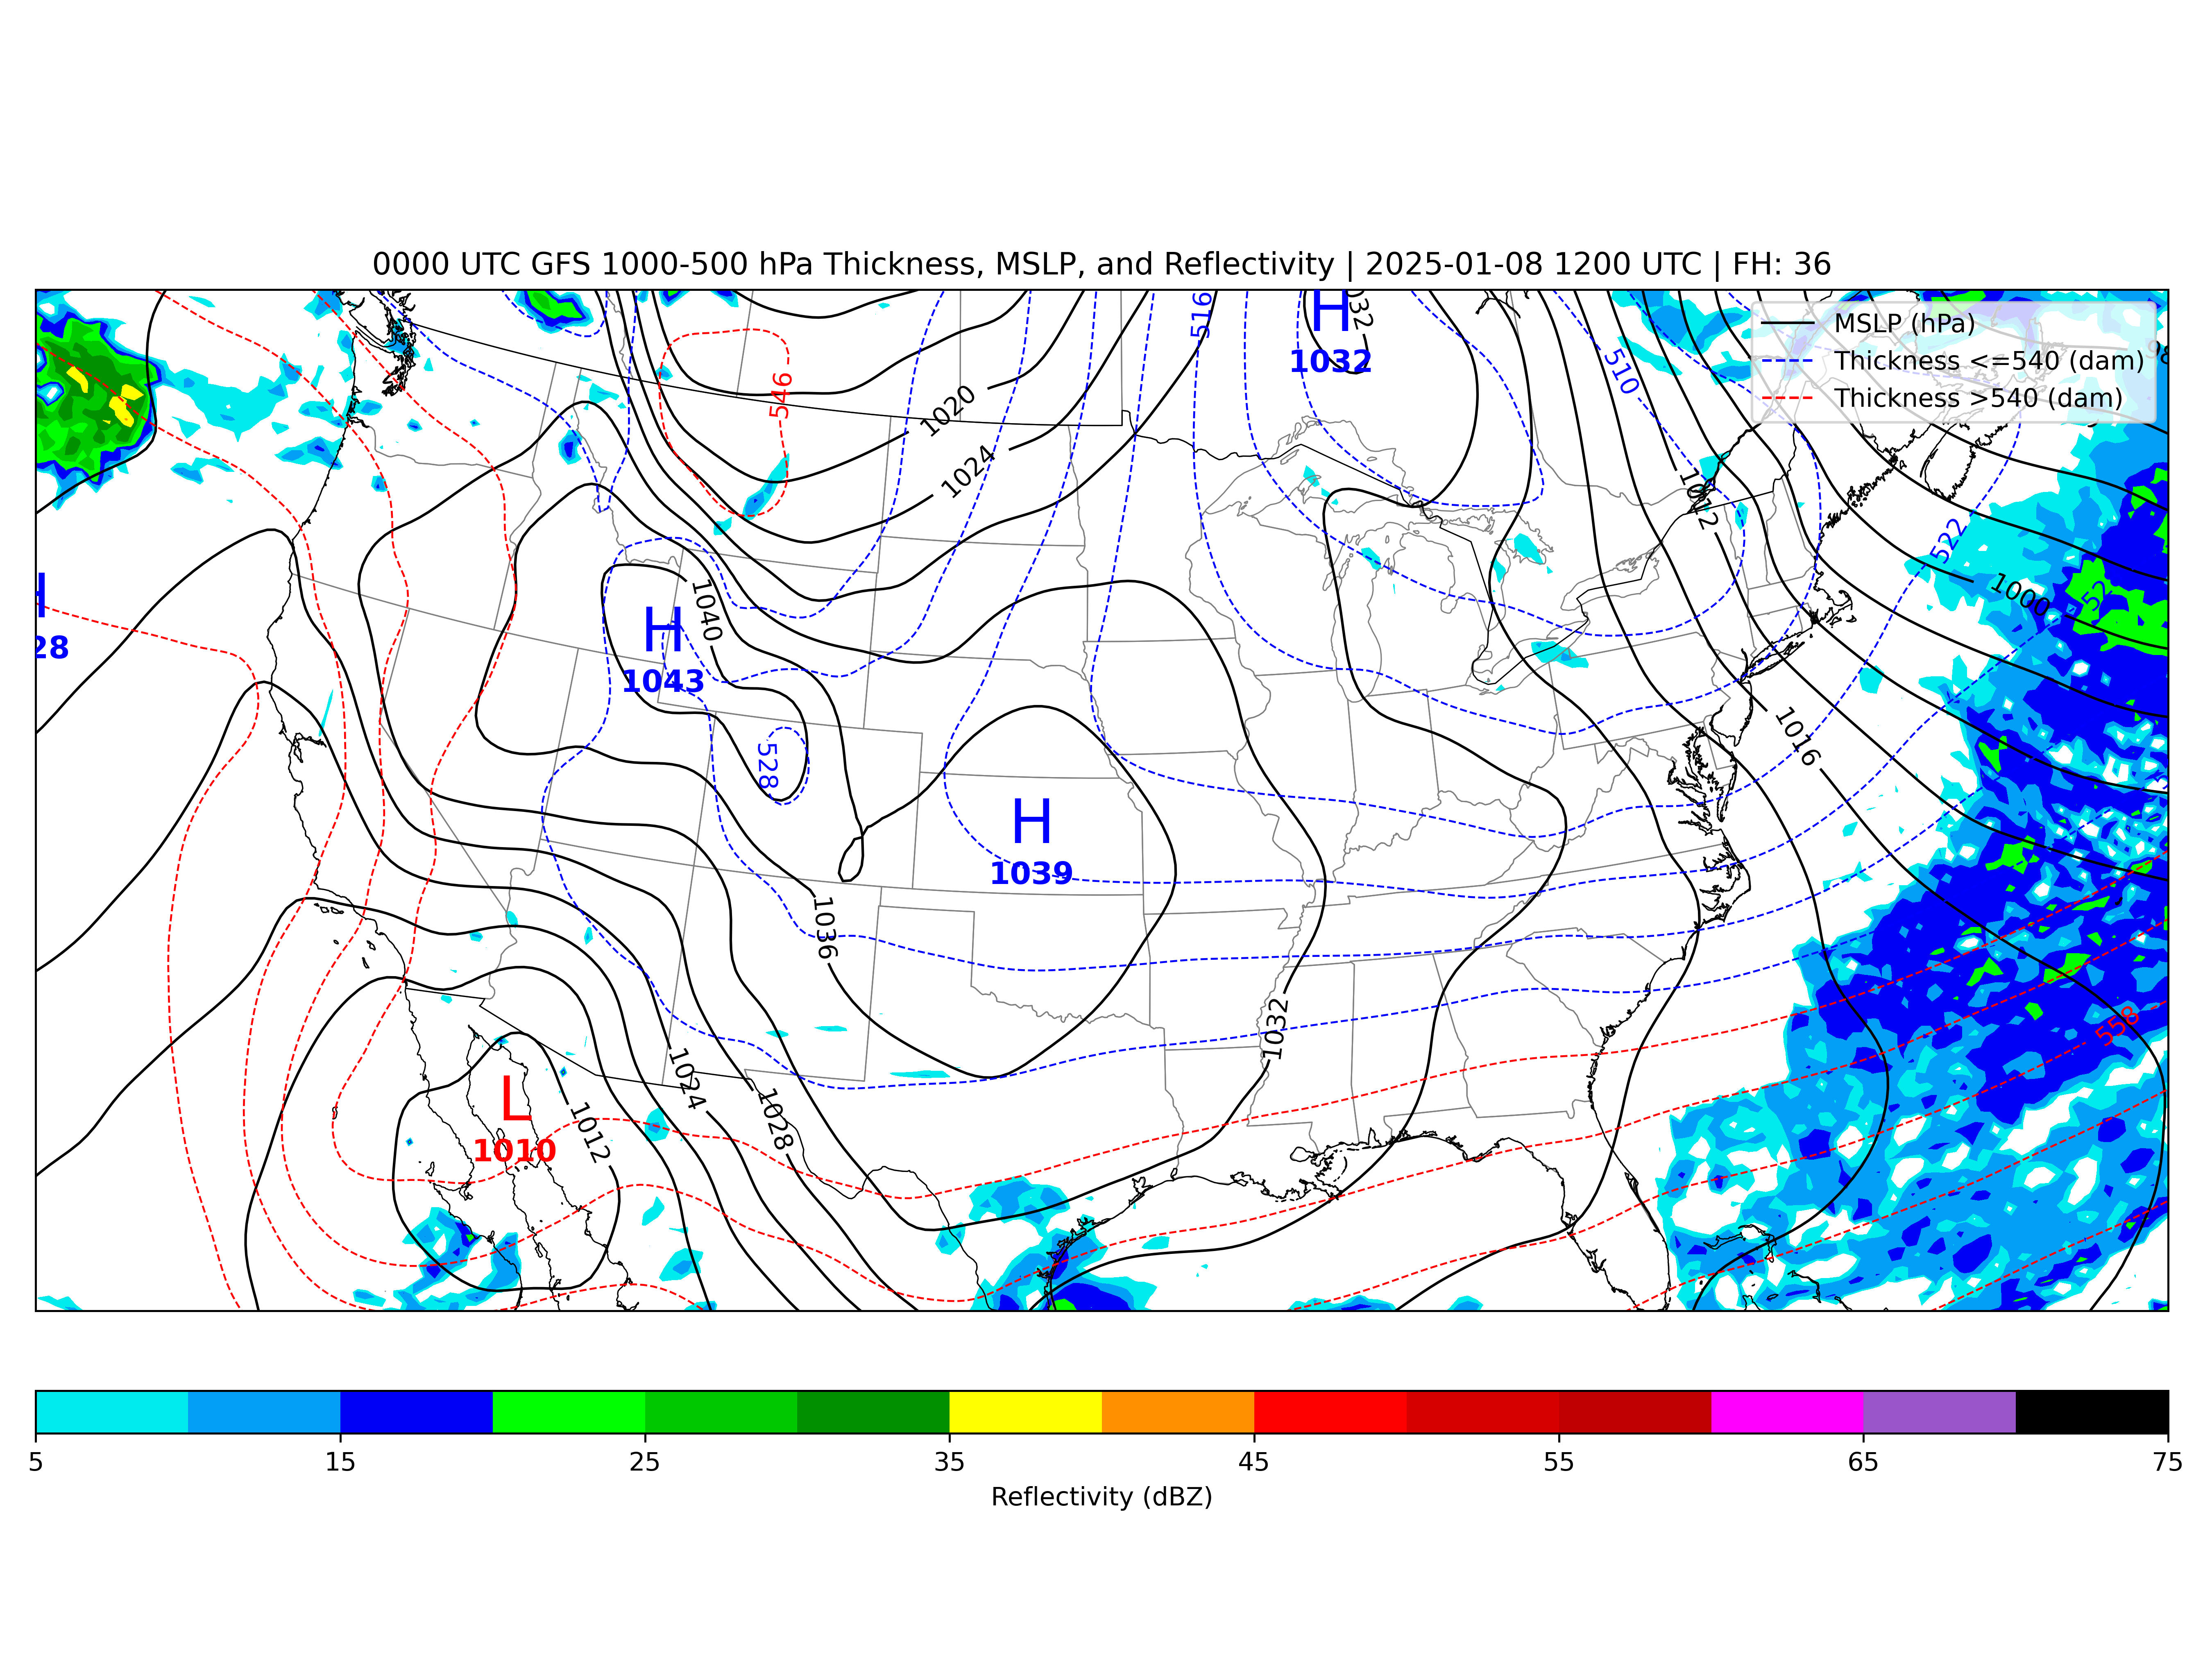 0000 UTC GFS 1000-500 hPa Thickness, MSLP, and Reflectivity | 2025-01-08 1200 UTC | FH: 36
MSLP (hPa)
Thickness <=540 (dam)
Thickness >540 (dam)
516
H
1032
510
546
1020
1024
1012
522
1000
H
1043
1040
28
528
1016
H
1039
1036
1032
558
1024
1028
L
1010
1012
5 15 25 35 45 55 65 75
Reflectivity (dBZ)